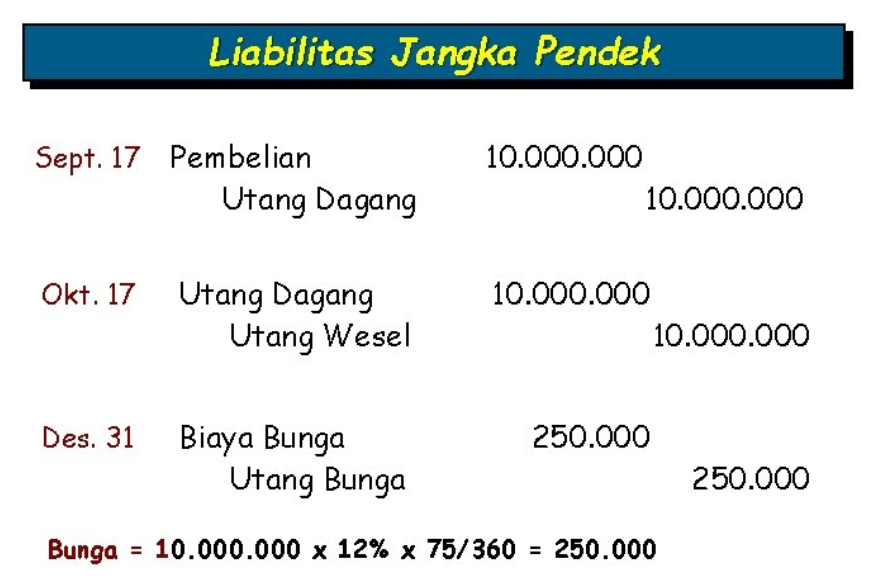 Liabilitas Jangka Pendek
Sept. 17 Pembelian 10.000.000
Utang Dagang 10.000.000
Okt. 17 Utang Dagang 10.000.000
Utang Wesel 10.000.000
Des. 31 Biaya Bunga 250.000
Utang Bunga 250.000
Bunga = 10.000.000 x 12% x 75/360 = 250.000